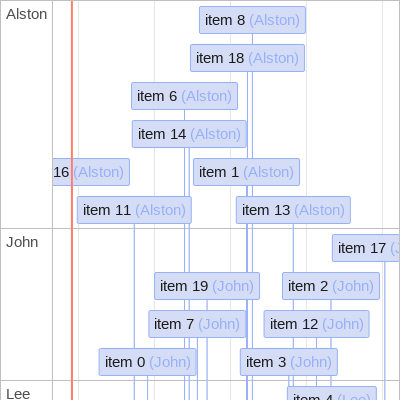 Alston
item 8 (Alston)
item 18 (Alston)
item 6 (Alston)
item 14 (Alston)
16 (Alston)
item 1 (Alston)
item 11 (Alston)
item 13 (Alston)
John
item 17 (J
item 19 (John)
item 2 (John)
item 7 (John)
item 12 (John)
item 0 (John)
item 3 (John)
Lee
item 4 (Lee)